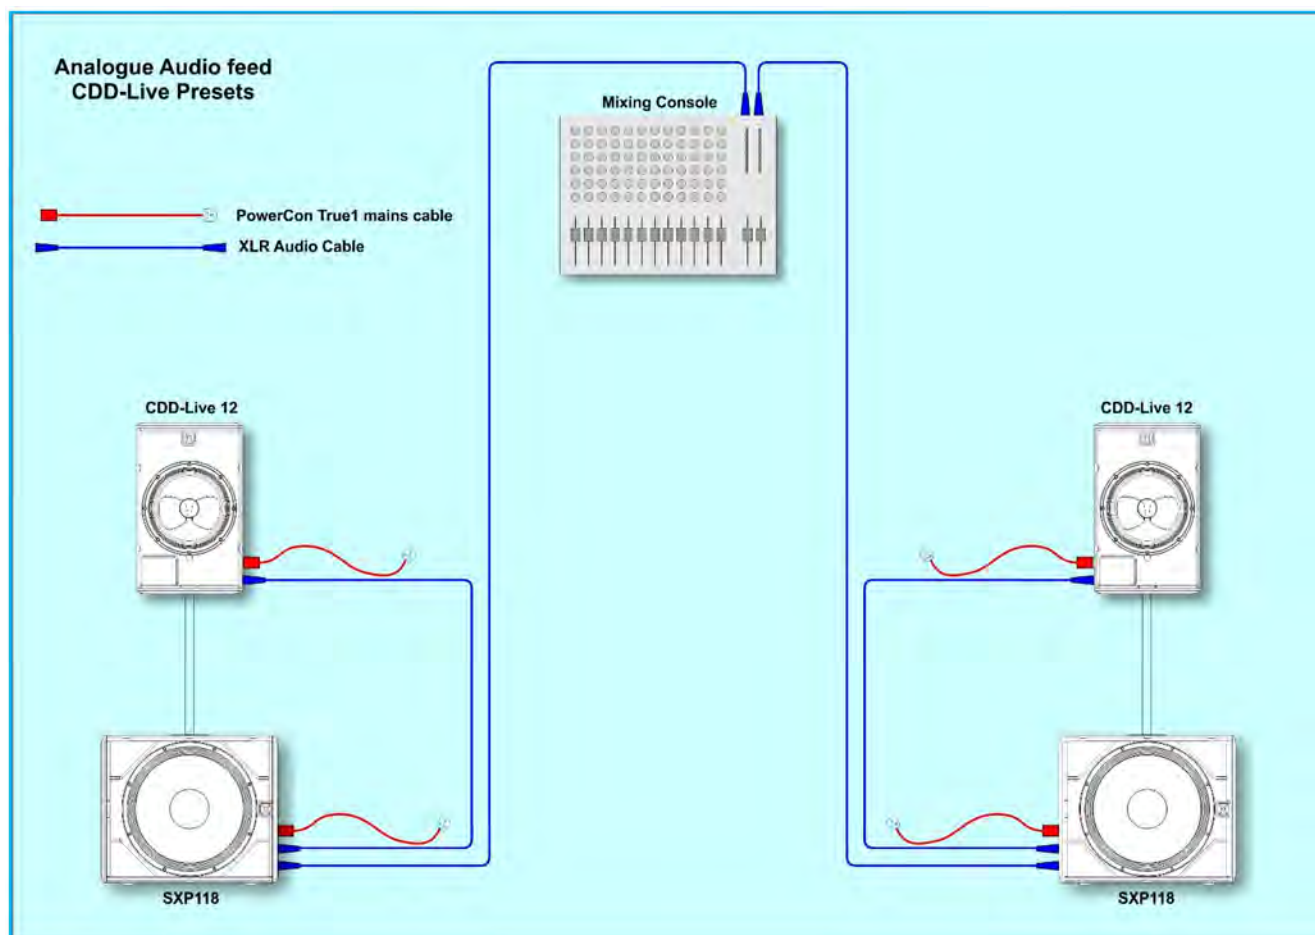 Analogue Audio feed
CDD-Live Presets
Mixing Console
PowerCon True1 mains cable
XLR Audio Cable
CDD-Live 12
CDD-Live 12
SXP118
SXP118